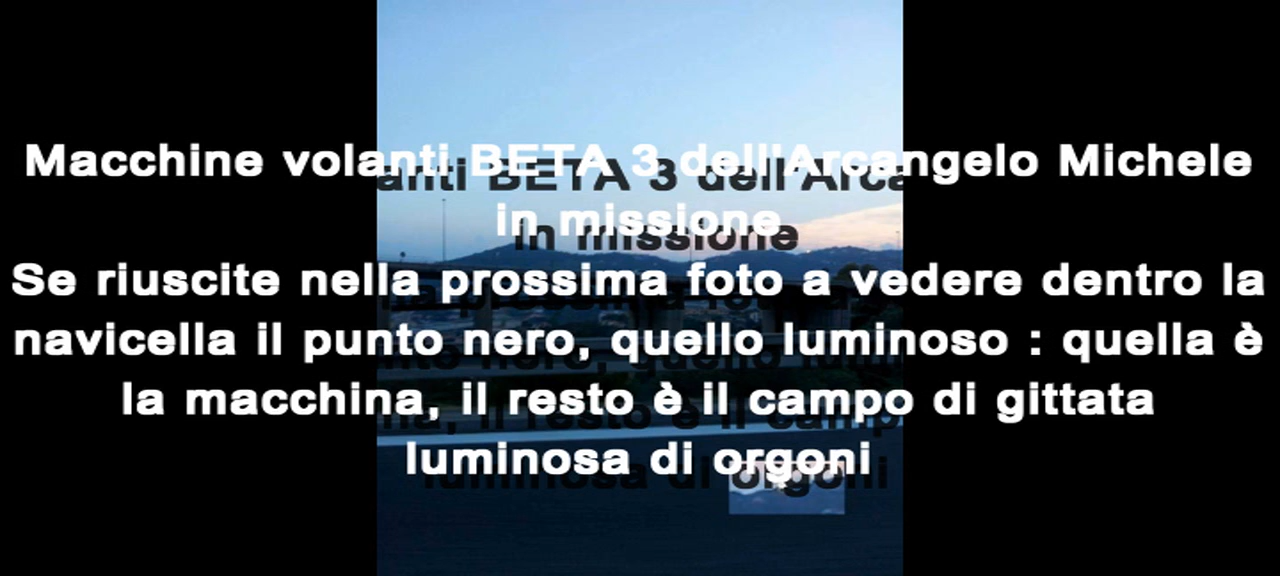 Macchine volanti BETA 3 dell'Arcangelo Michele
in missione
Se riuscite nella prossima foto a vedere dentro la
navicella il punto nero, quello luminoso : quella è
la macchina, il resto è il campo di gittata
luminosa di orgoni